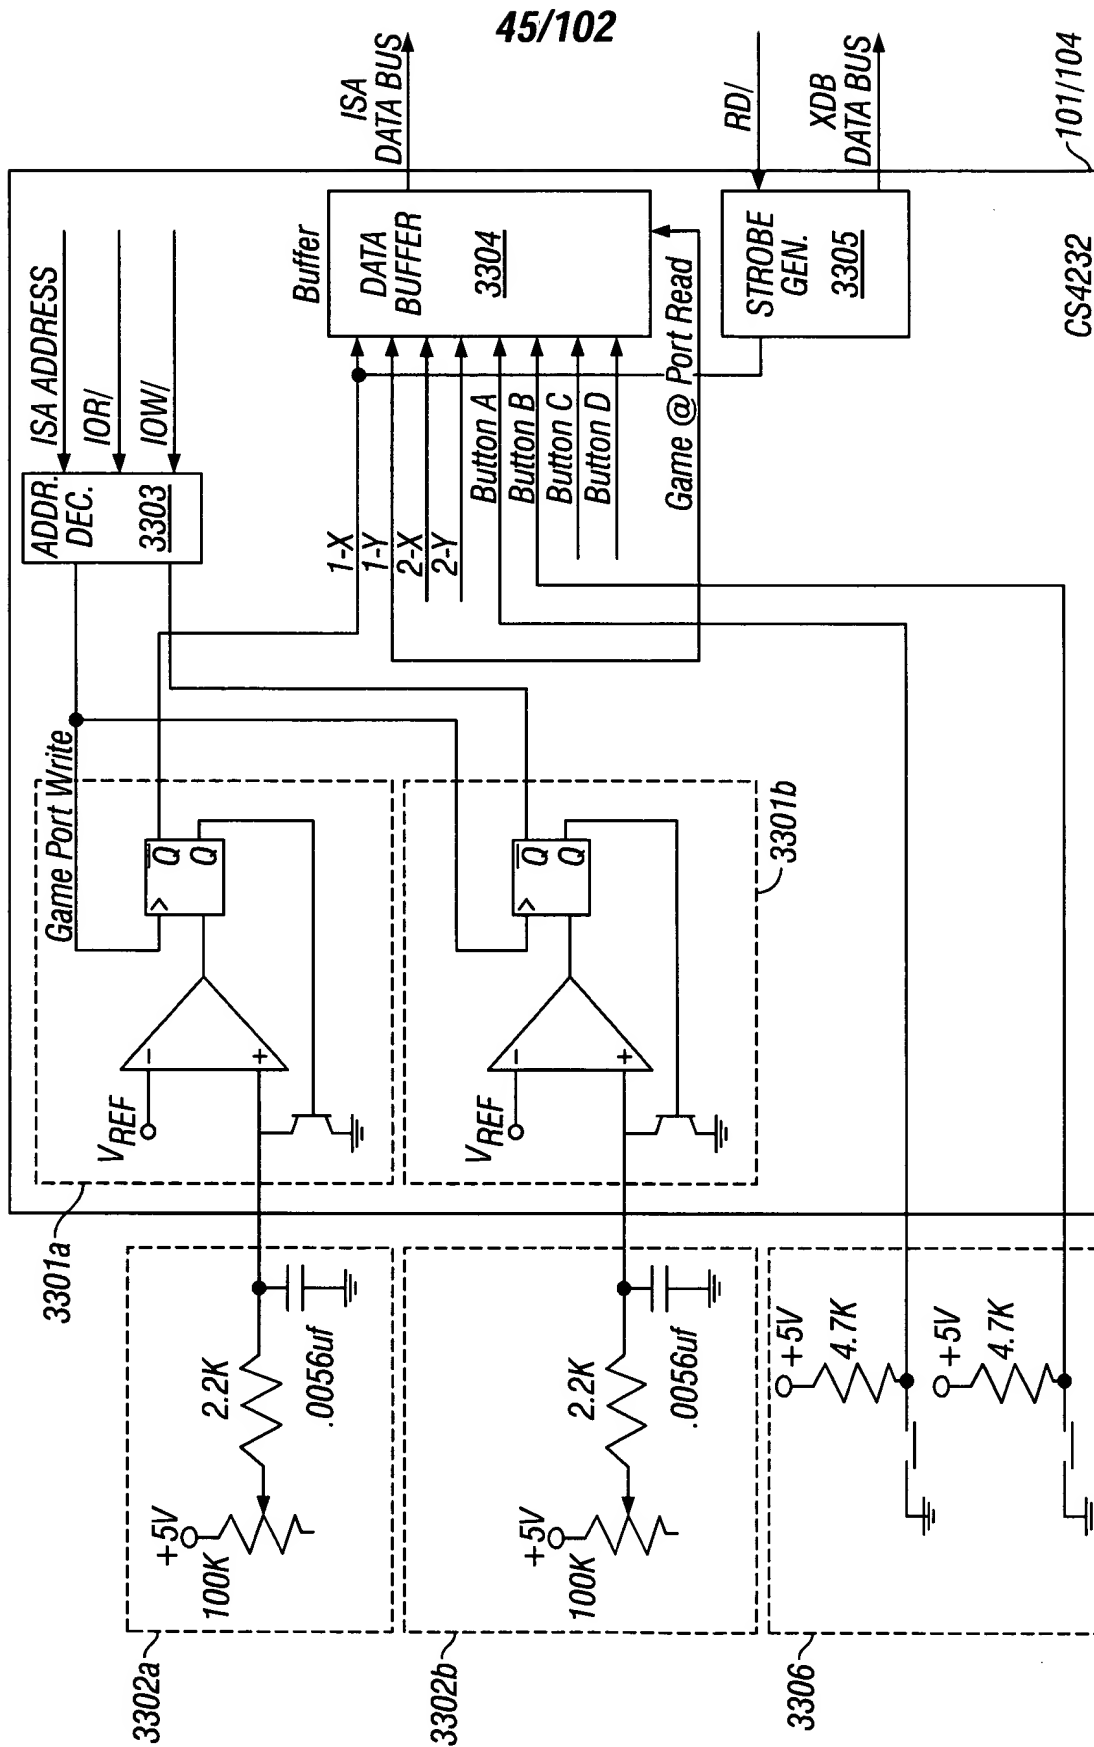 45/102
ISA ADDRESS
IOR/
IOW/
ADDR.
DEC.
3303
ISA
DATA BUS
Buffer
DATA
BUFFER
3304
RD/
XDB
DATA BUS
STROBE
GEN.
3305
101/104
CS4232
1-X
1-Y
2-X
2-Y
Button A
Button B
Button C
Button D
Game @ Port Read
Game Port Write
Q
Q
VREF
−
+
3301a
Q
Q
VREF
−
+
3301b
+5V
100K
2.2K
.0056uf
3302a
+5V
100K
2.2K
.0056uf
3302b
+5V
4.7K
+5V
4.7K
3306